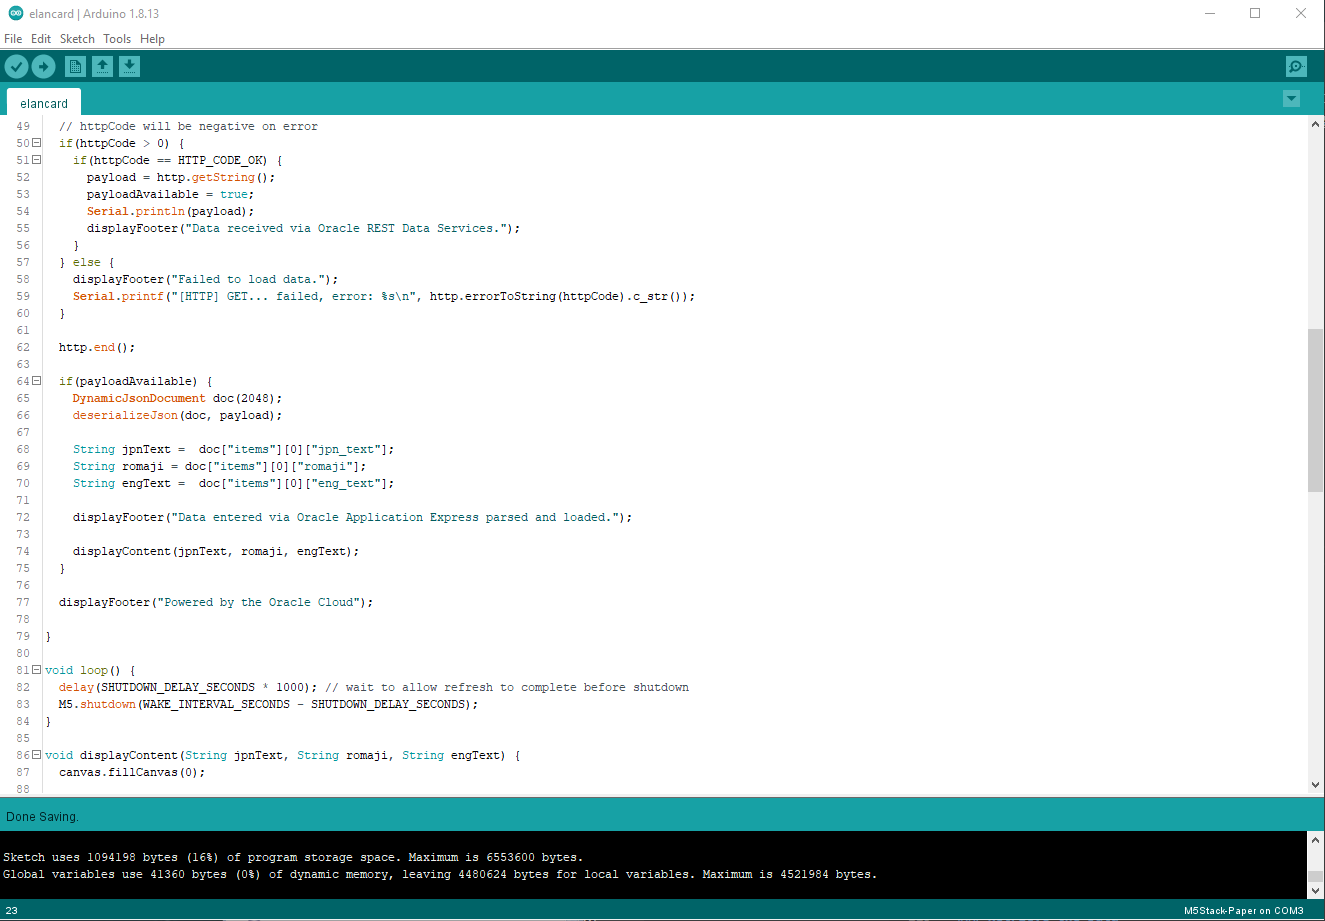 elancard | Arduino 1.8.13
File Edit Sketch Tools Help
elancard
49 // httpCode will be negative on error
50 if(httpCode > 0) {
51 if(httpCode == HTTP_CODE_OK) {
52 payload = http.getString();
53 payloadAvailable = true;
54 Serial.println(payload);
55 displayFooter("Data received via Oracle REST Data Services.");
56 }
57 } else {
58 displayFooter("Failed to load data.");
59 Serial.printf("[HTTP] GET... failed, error: %s\n", http.errorToString(httpCode).c_str());
60 }
61
62 http.end();
63
64 if(payloadAvailable) {
65 DynamicJsonDocument doc(2048);
66 deserializeJson(doc, payload);
67
68 String jpnText =  doc["items"][0]["jpn_text"];
69 String romaji = doc["items"][0]["romaji"];
70 String engText =  doc["items"][0]["eng_text"];
71
72 displayFooter("Data entered via Oracle Application Express parsed and loaded.");
73
74 displayContent(jpnText, romaji, engText);
75 }
76
77 displayFooter("Powered by the Oracle Cloud");
78
79 }
80
81 void loop() {
82 delay(SHUTDOWN_DELAY_SECONDS * 1000); // wait to allow refresh to complete before shutdown
83 M5.shutdown(WAKE_INTERVAL_SECONDS - SHUTDOWN_DELAY_SECONDS);
84 }
85
86 void displayContent(String jpnText, String romaji, String engText) {
87 canvas.fillCanvas(0);
88
Done Saving.
Sketch uses 1094198 bytes (16%) of program storage space. Maximum is 6553600 bytes.
Global variables use 41360 bytes (0%) of dynamic memory, leaving 4480624 bytes for local variables. Maximum is 4521984 bytes.
23 M5Stack-Paper on COM3